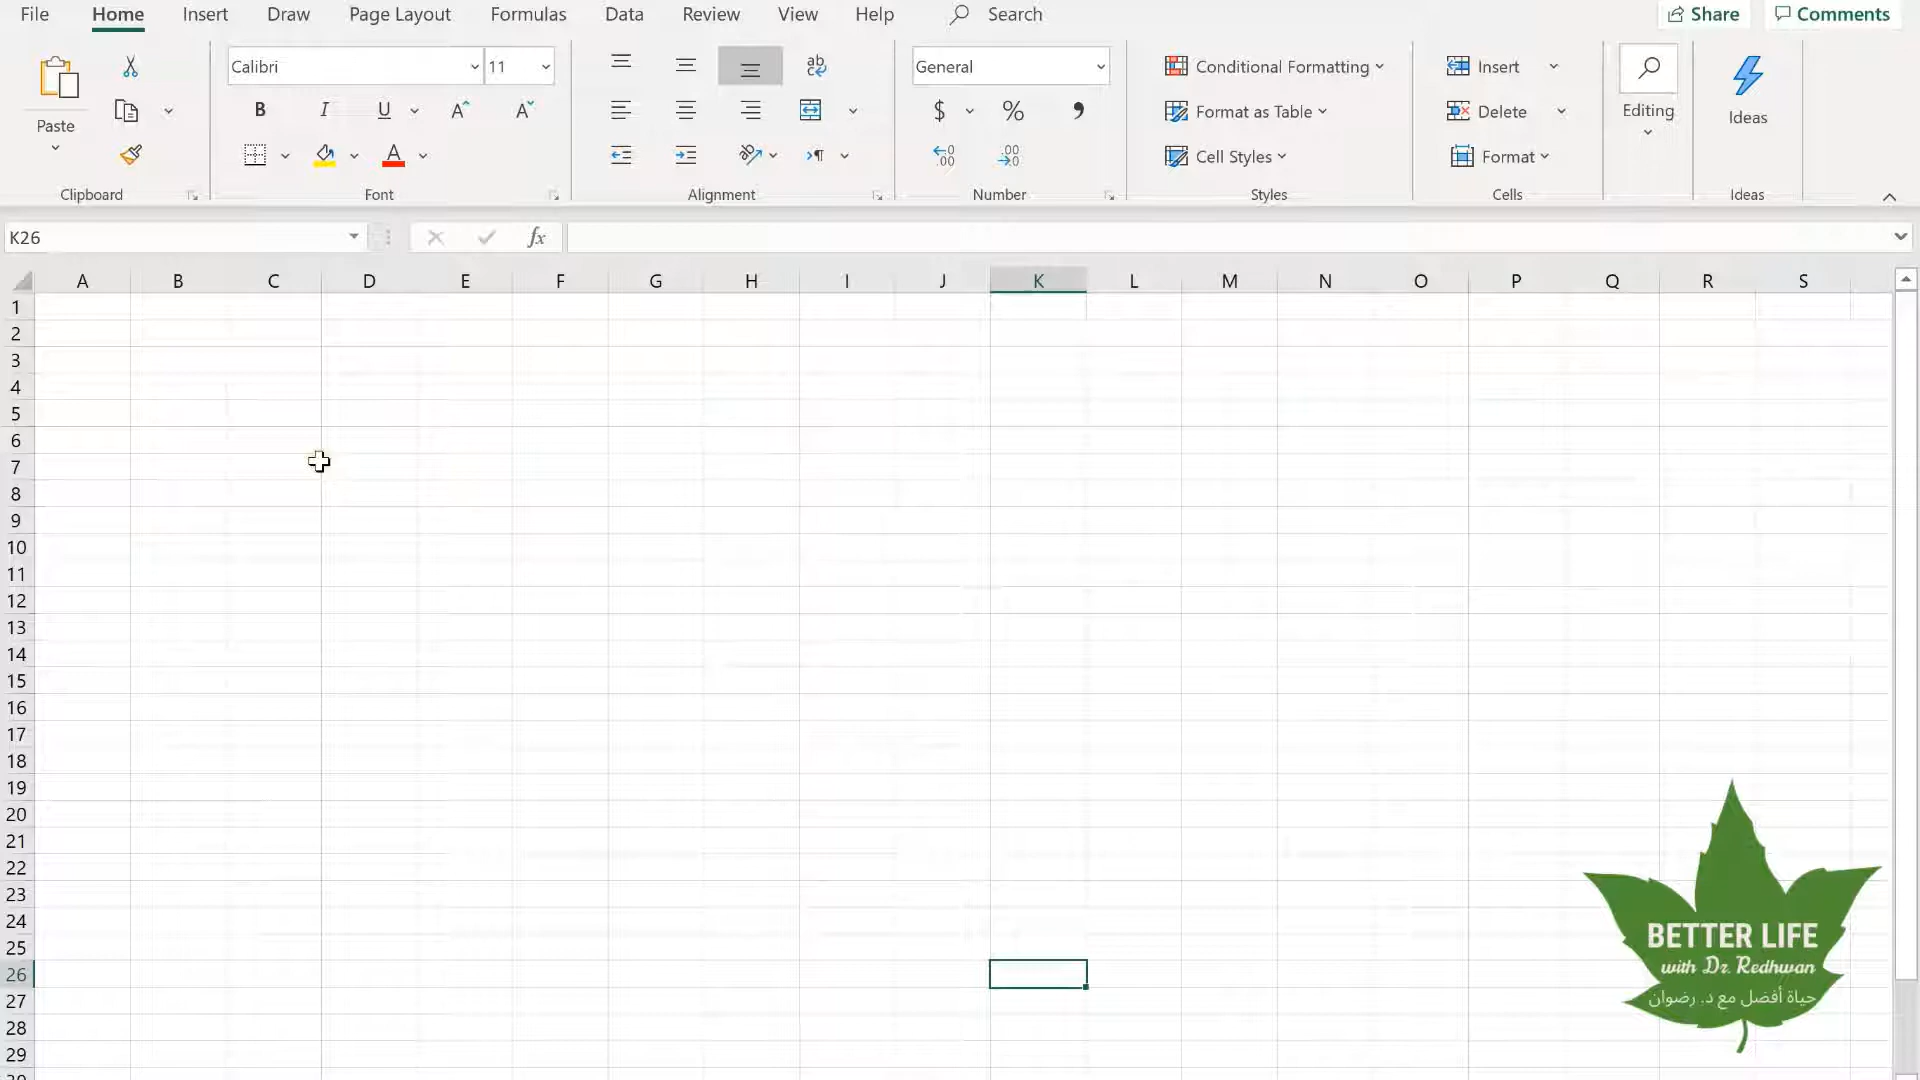 File Home Insert Draw Page Layout Formulas Data Review View Help Search Share Comments
Calibri 11 ab c General Conditional Formatting Insert
B I U A A $ % , Format as Table Delete Editing Ideas
Paste
A Cell Styles Format
Clipboard Font Alignment Number Styles Cells Ideas
K26 fx
A B C D E F G H I J K L M N O P Q R S
1
2
3
4
5
6
7
8
9
10
11
12
13
14
15
16
17
18
19
20
21
22
23
24
25
26
27
28
29
BETTER LIFE
with Dr. Redhwan
حياة أفضل مع د. رضوان